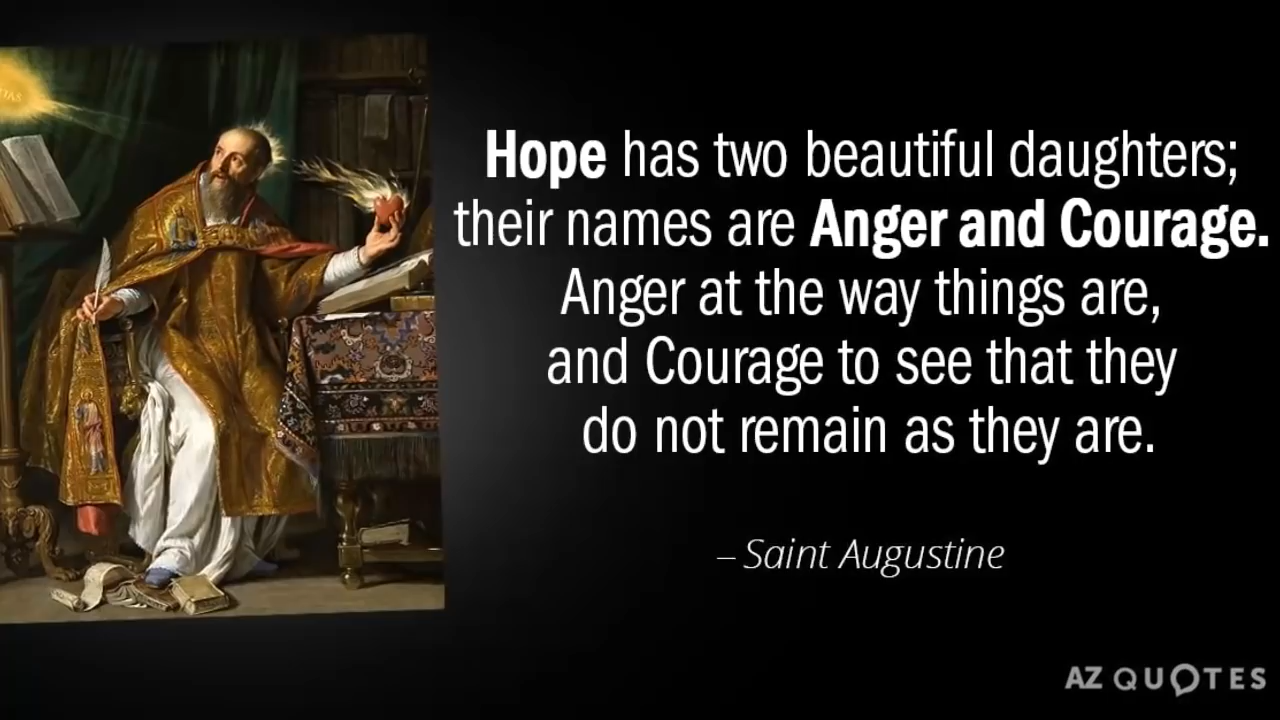 Hope has two beautiful daughters;
their names are Anger and Courage.
Anger at the way things are,
and Courage to see that they
do not remain as they are.
– Saint Augustine
AZ QUOTES